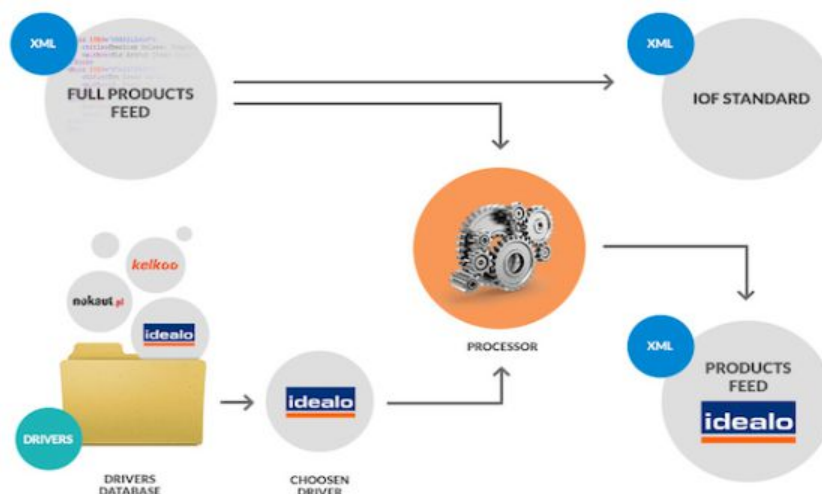 XML
FULL PRODUCTS
FEED
XML
IOF STANDARD
kelkoo
nokaut.pl
idealo
DRIVERS
DRIVERS
DATABASE
idealo
CHOOSEN
DRIVER
PROCESSOR
XML
PRODUCTS
FEED
idealo